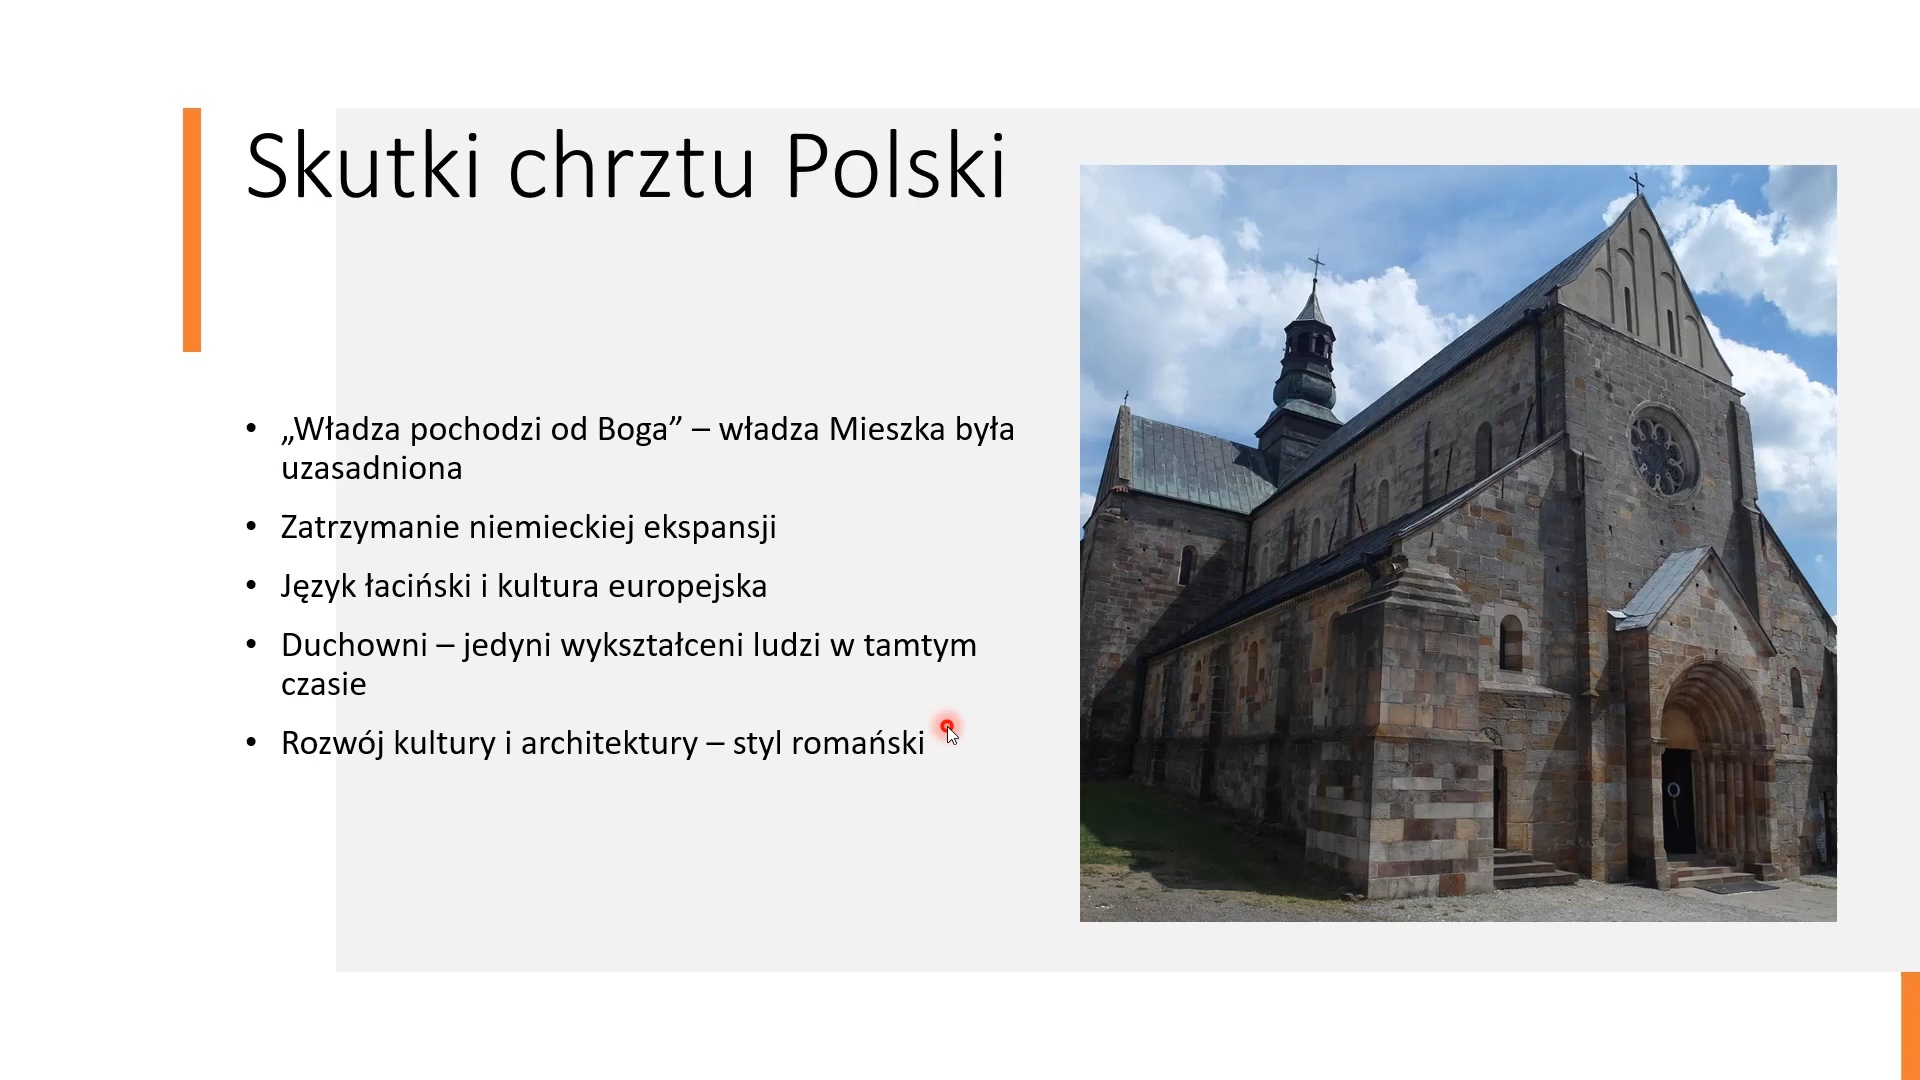 Skutki chrztu Polski
• „Władza pochodzi od Boga” – władza Mieszka była
uzasadniona
• Zatrzymanie niemieckiej ekspansji
• Język łaciński i kultura europejska
• Duchowni – jedyni wykształceni ludzi w tamtym
czasie
• Rozwój kultury i architektury – styl romański